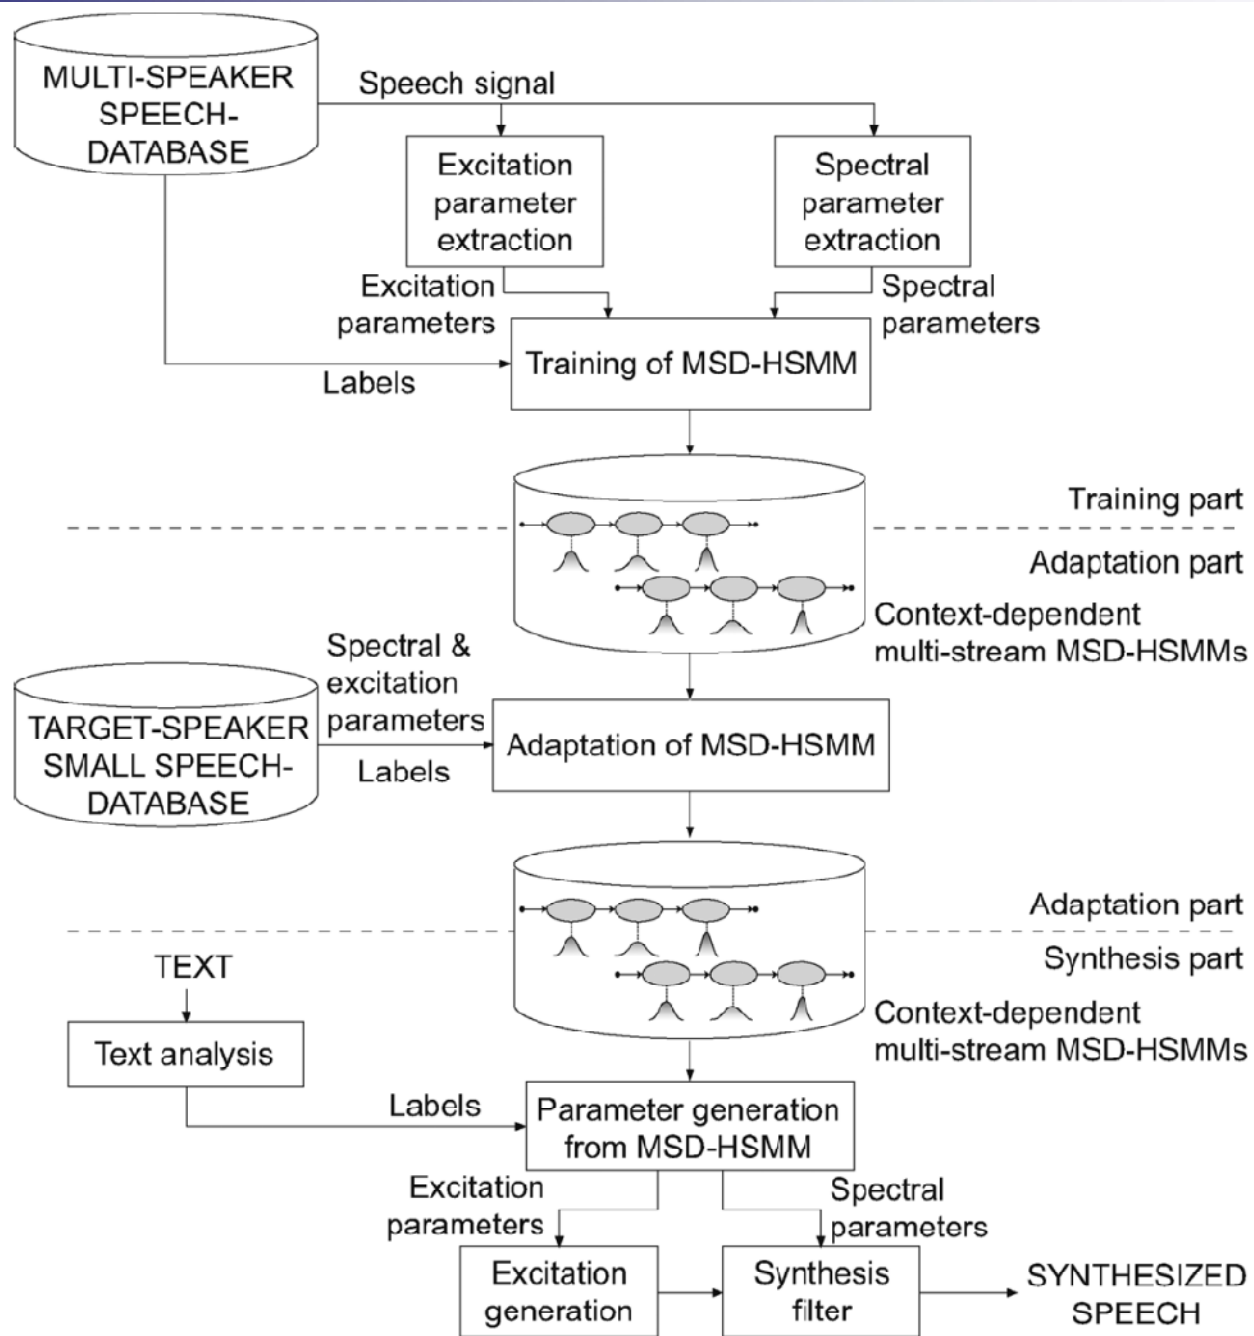 MULTI-SPEAKER
SPEECH-
DATABASE
Speech signal
Excitation
parameter
extraction
Spectral
parameter
extraction
Excitation
parameters
Spectral
parameters
Training of MSD-HSMM
Labels
Training part
Adaptation part
Context-dependent
multi-stream MSD-HSMMs
Spectral &
excitation
parameters
TARGET-SPEAKER
SMALL SPEECH-
DATABASE
Labels
Adaptation of MSD-HSMM
Adaptation part
Synthesis part
Context-dependent
multi-stream MSD-HSMMs
TEXT
Text analysis
Labels
Parameter generation
from MSD-HSMM
Excitation
parameters
Spectral
parameters
Excitation
generation
Synthesis
filter
SYNTHESIZED
SPEECH